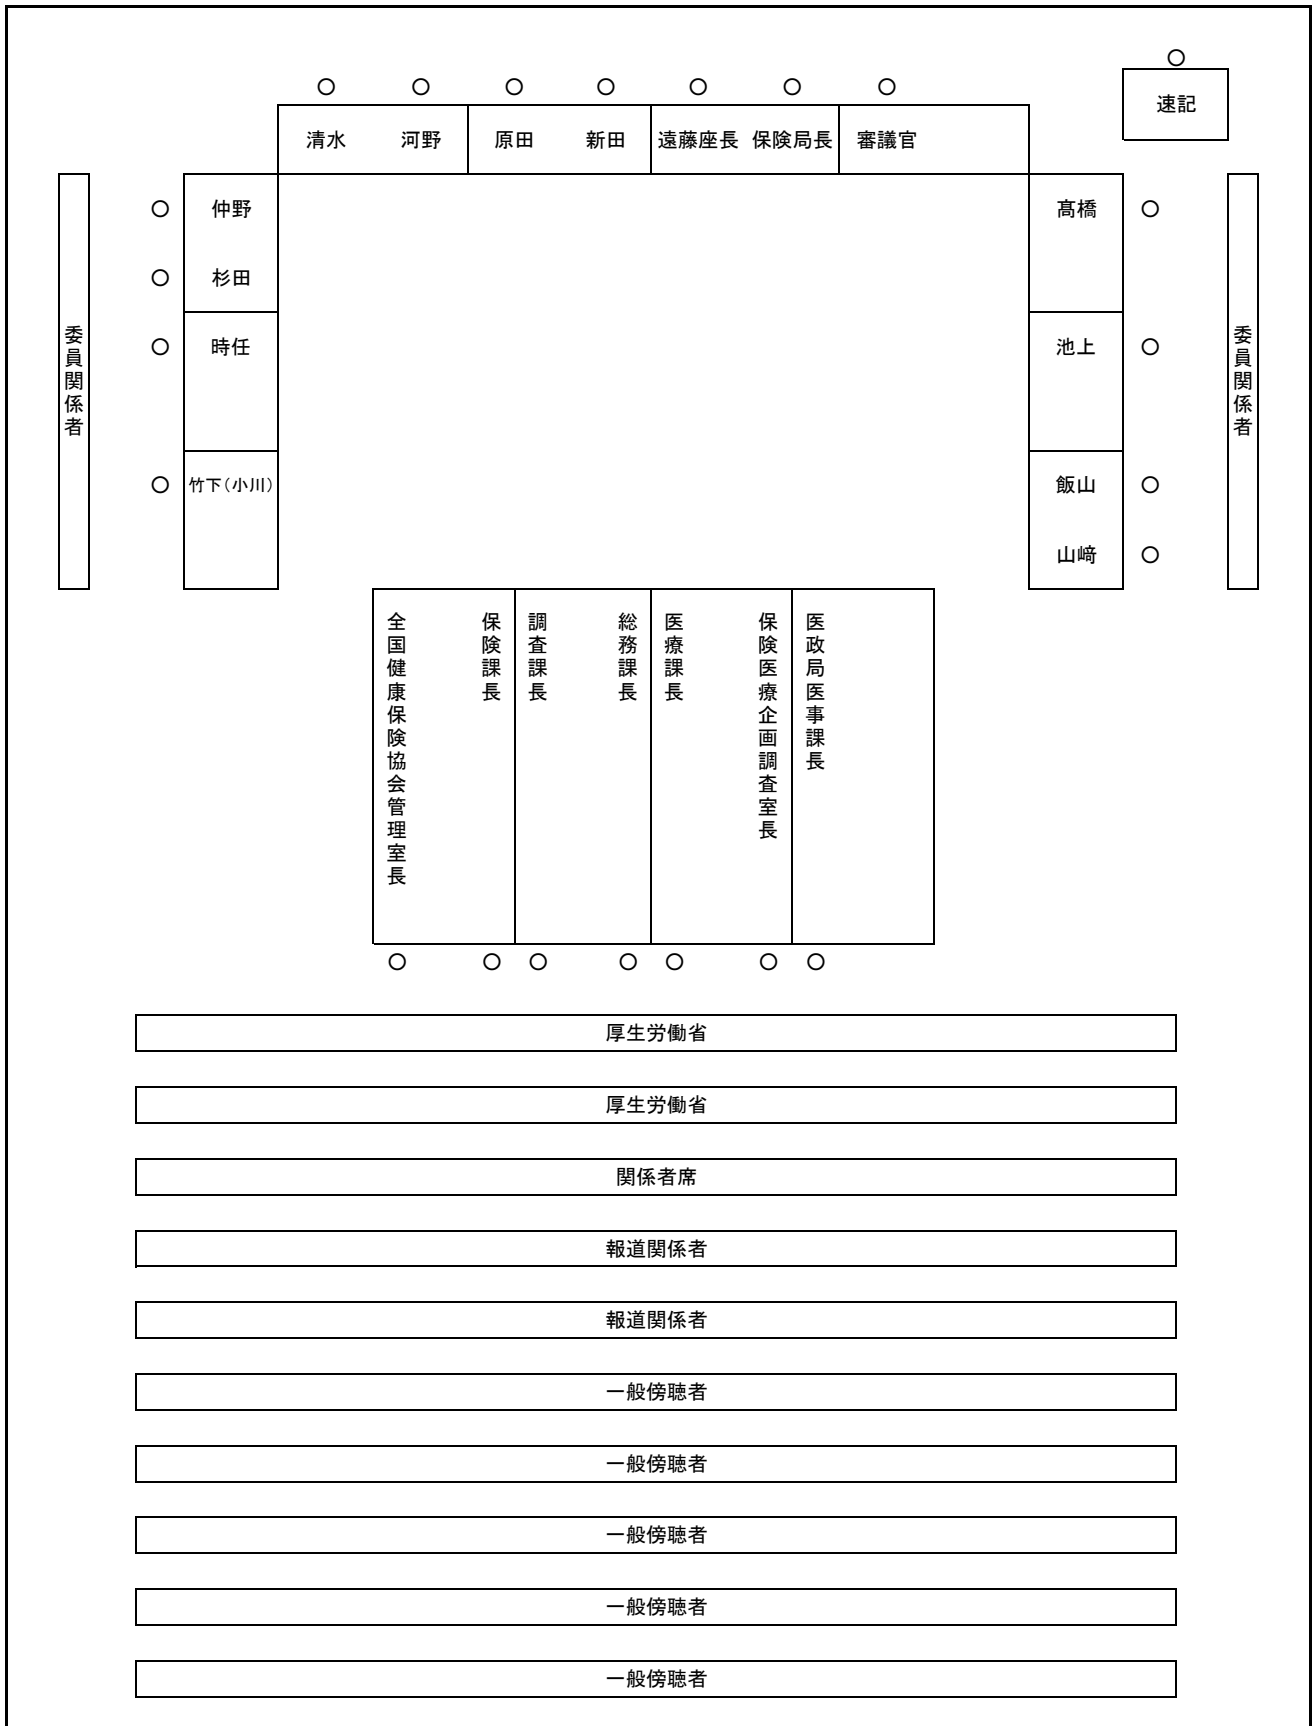 ○
速記
○ ○ ○ ○ ○ ○ ○
清水 河野 原田 新田 遠藤座長 保険局長 審議官
○ 仲野
○ 杉田
○ 時任
○ 竹下(小川)
髙橋 ○
池上 ○
飯山 ○
山﨑 ○
委員関係者
委員関係者
全国健康保険協会管理室長
保険課長
調査課長
総務課長
医療課長
保険医療企画調査室長
医政局医事課長
○ ○ ○ ○ ○ ○ ○
厚生労働省
厚生労働省
関係者席
報道関係者
報道関係者
一般傍聴者
一般傍聴者
一般傍聴者
一般傍聴者
一般傍聴者